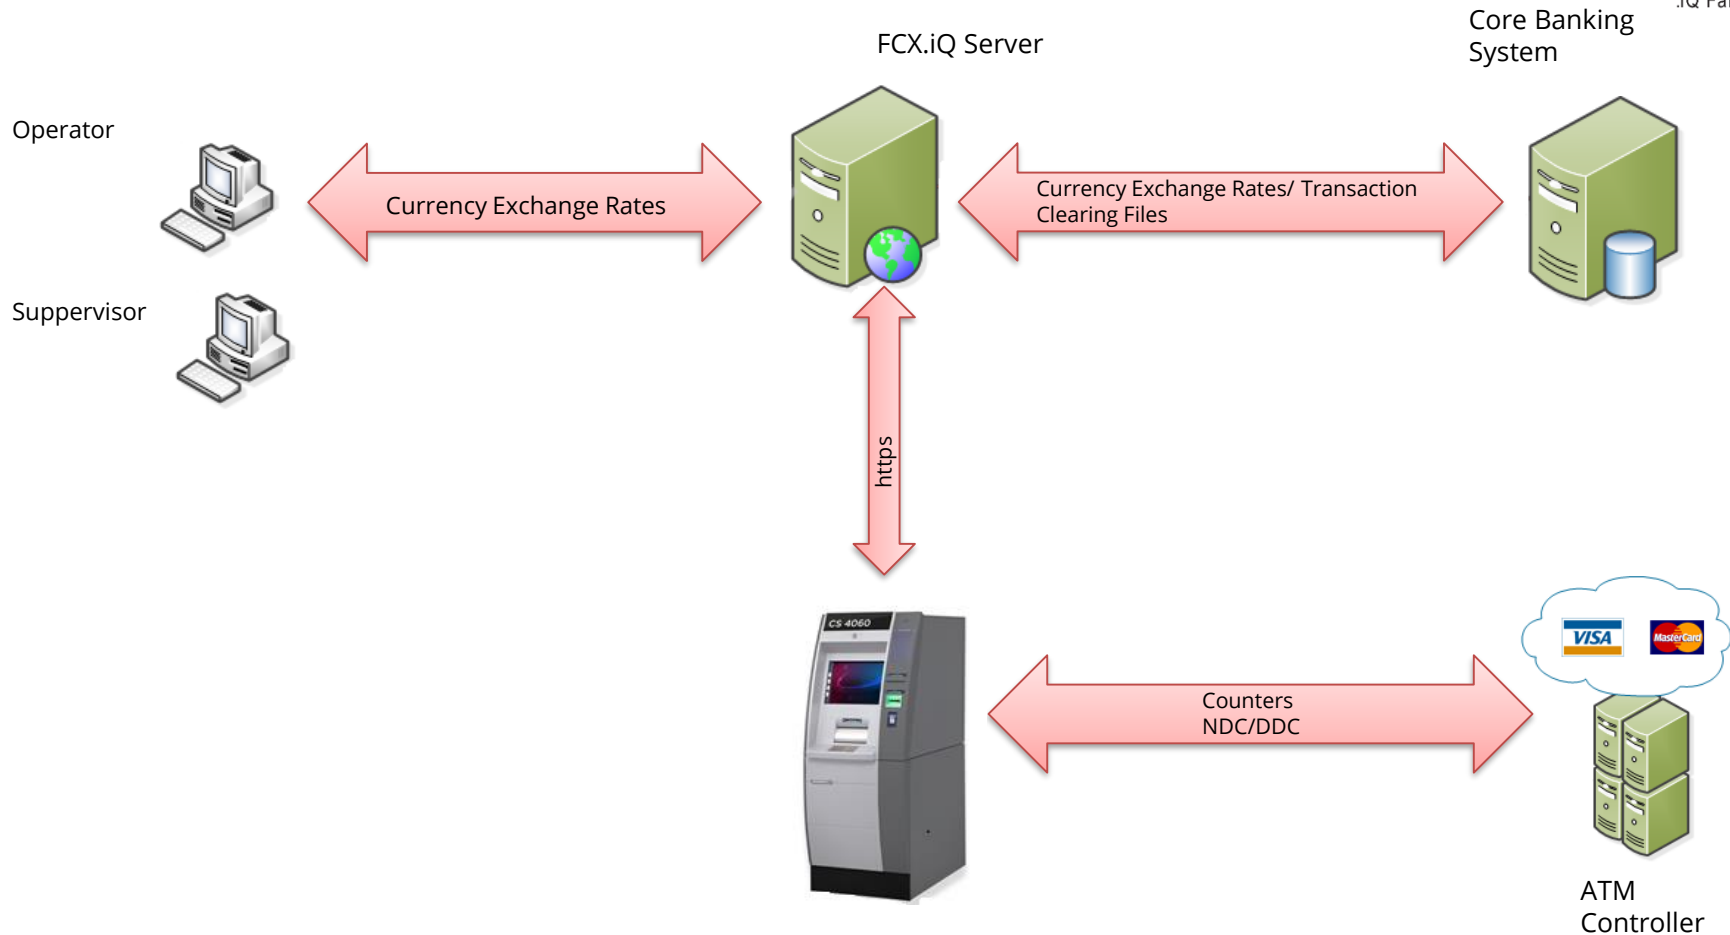 .iQ
Core Banking
System
FCX.iQ Server
Operator
Currency Exchange Rates
Currency Exchange Rates/ Transaction
Clearing Files
Suppervisor
https
CS 4060
VISA
MasterCard
Counters
NDC/DDC
ATM
Controller